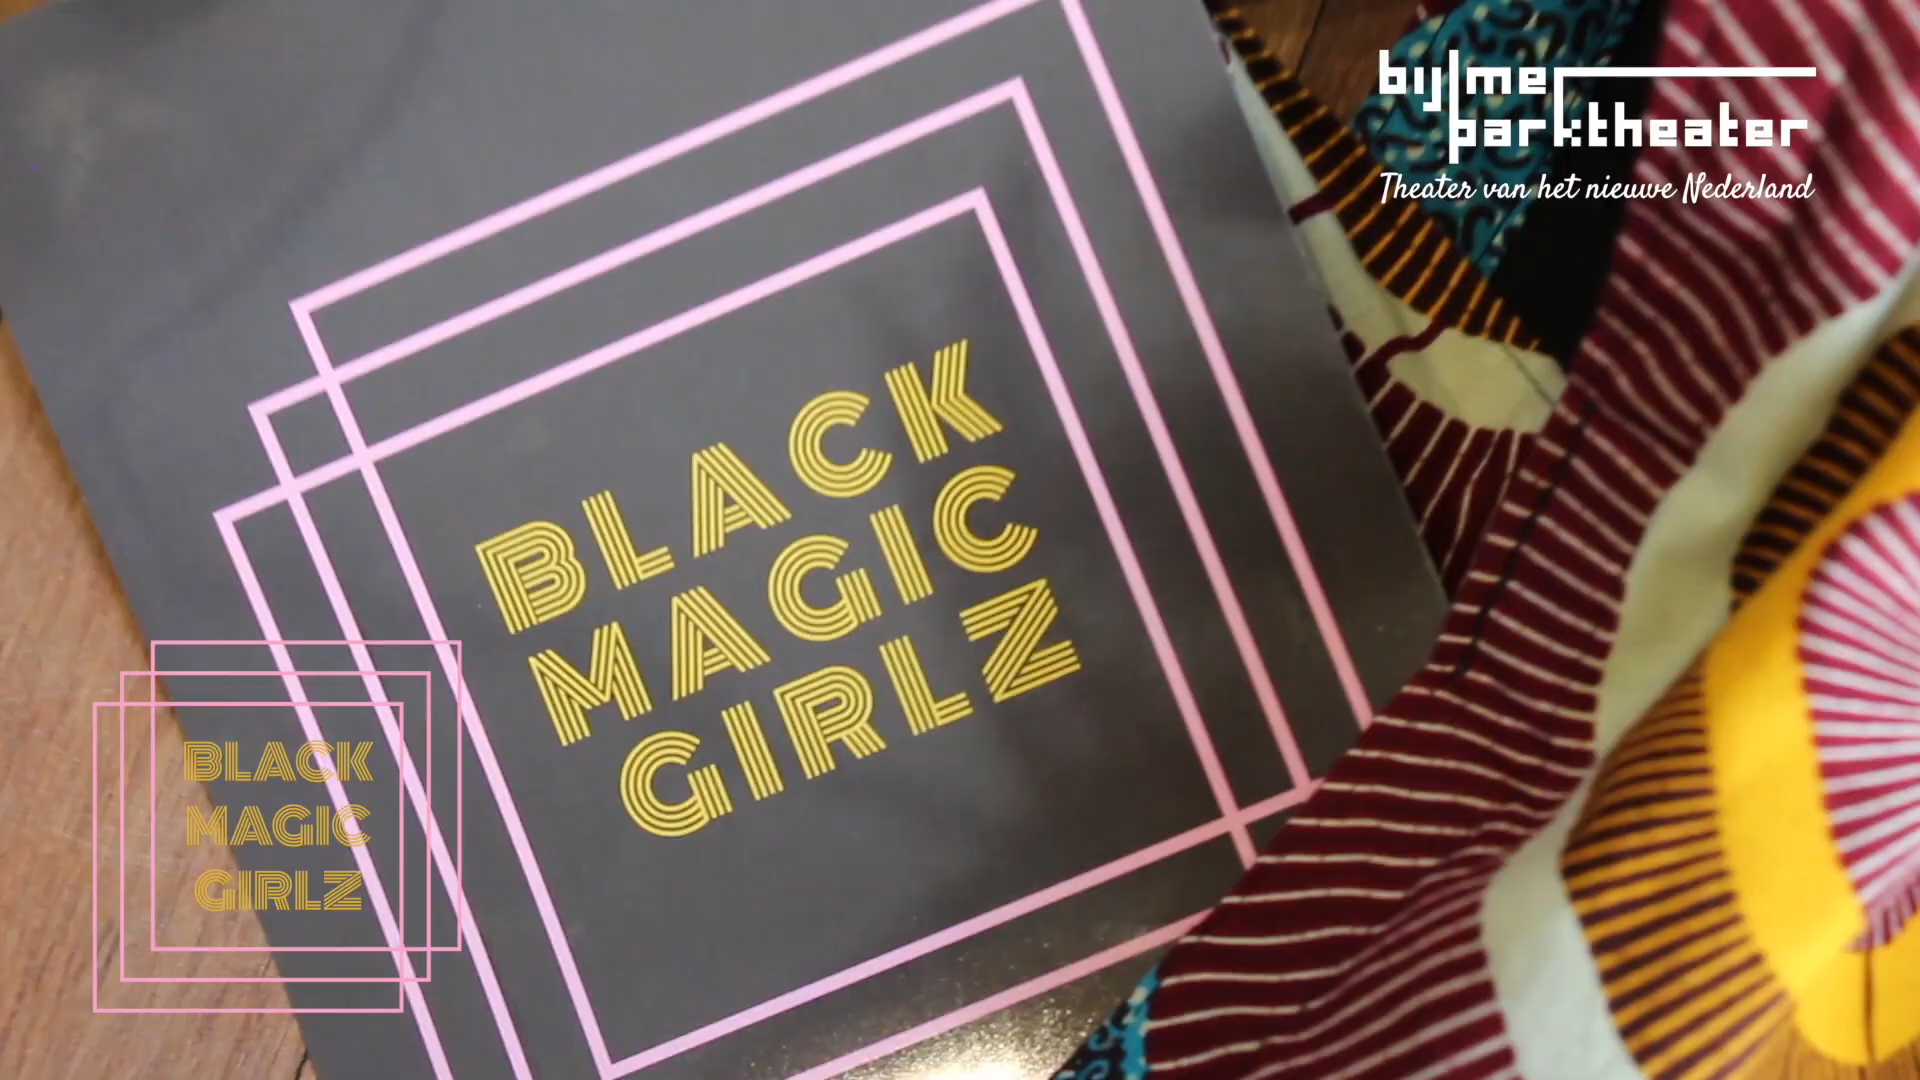 bijlmer
parktheater
Theater van het nieuwe Nederland
BLACK
MAGIC
GIRLZ
BLACK
MAGIC
GIRLZ